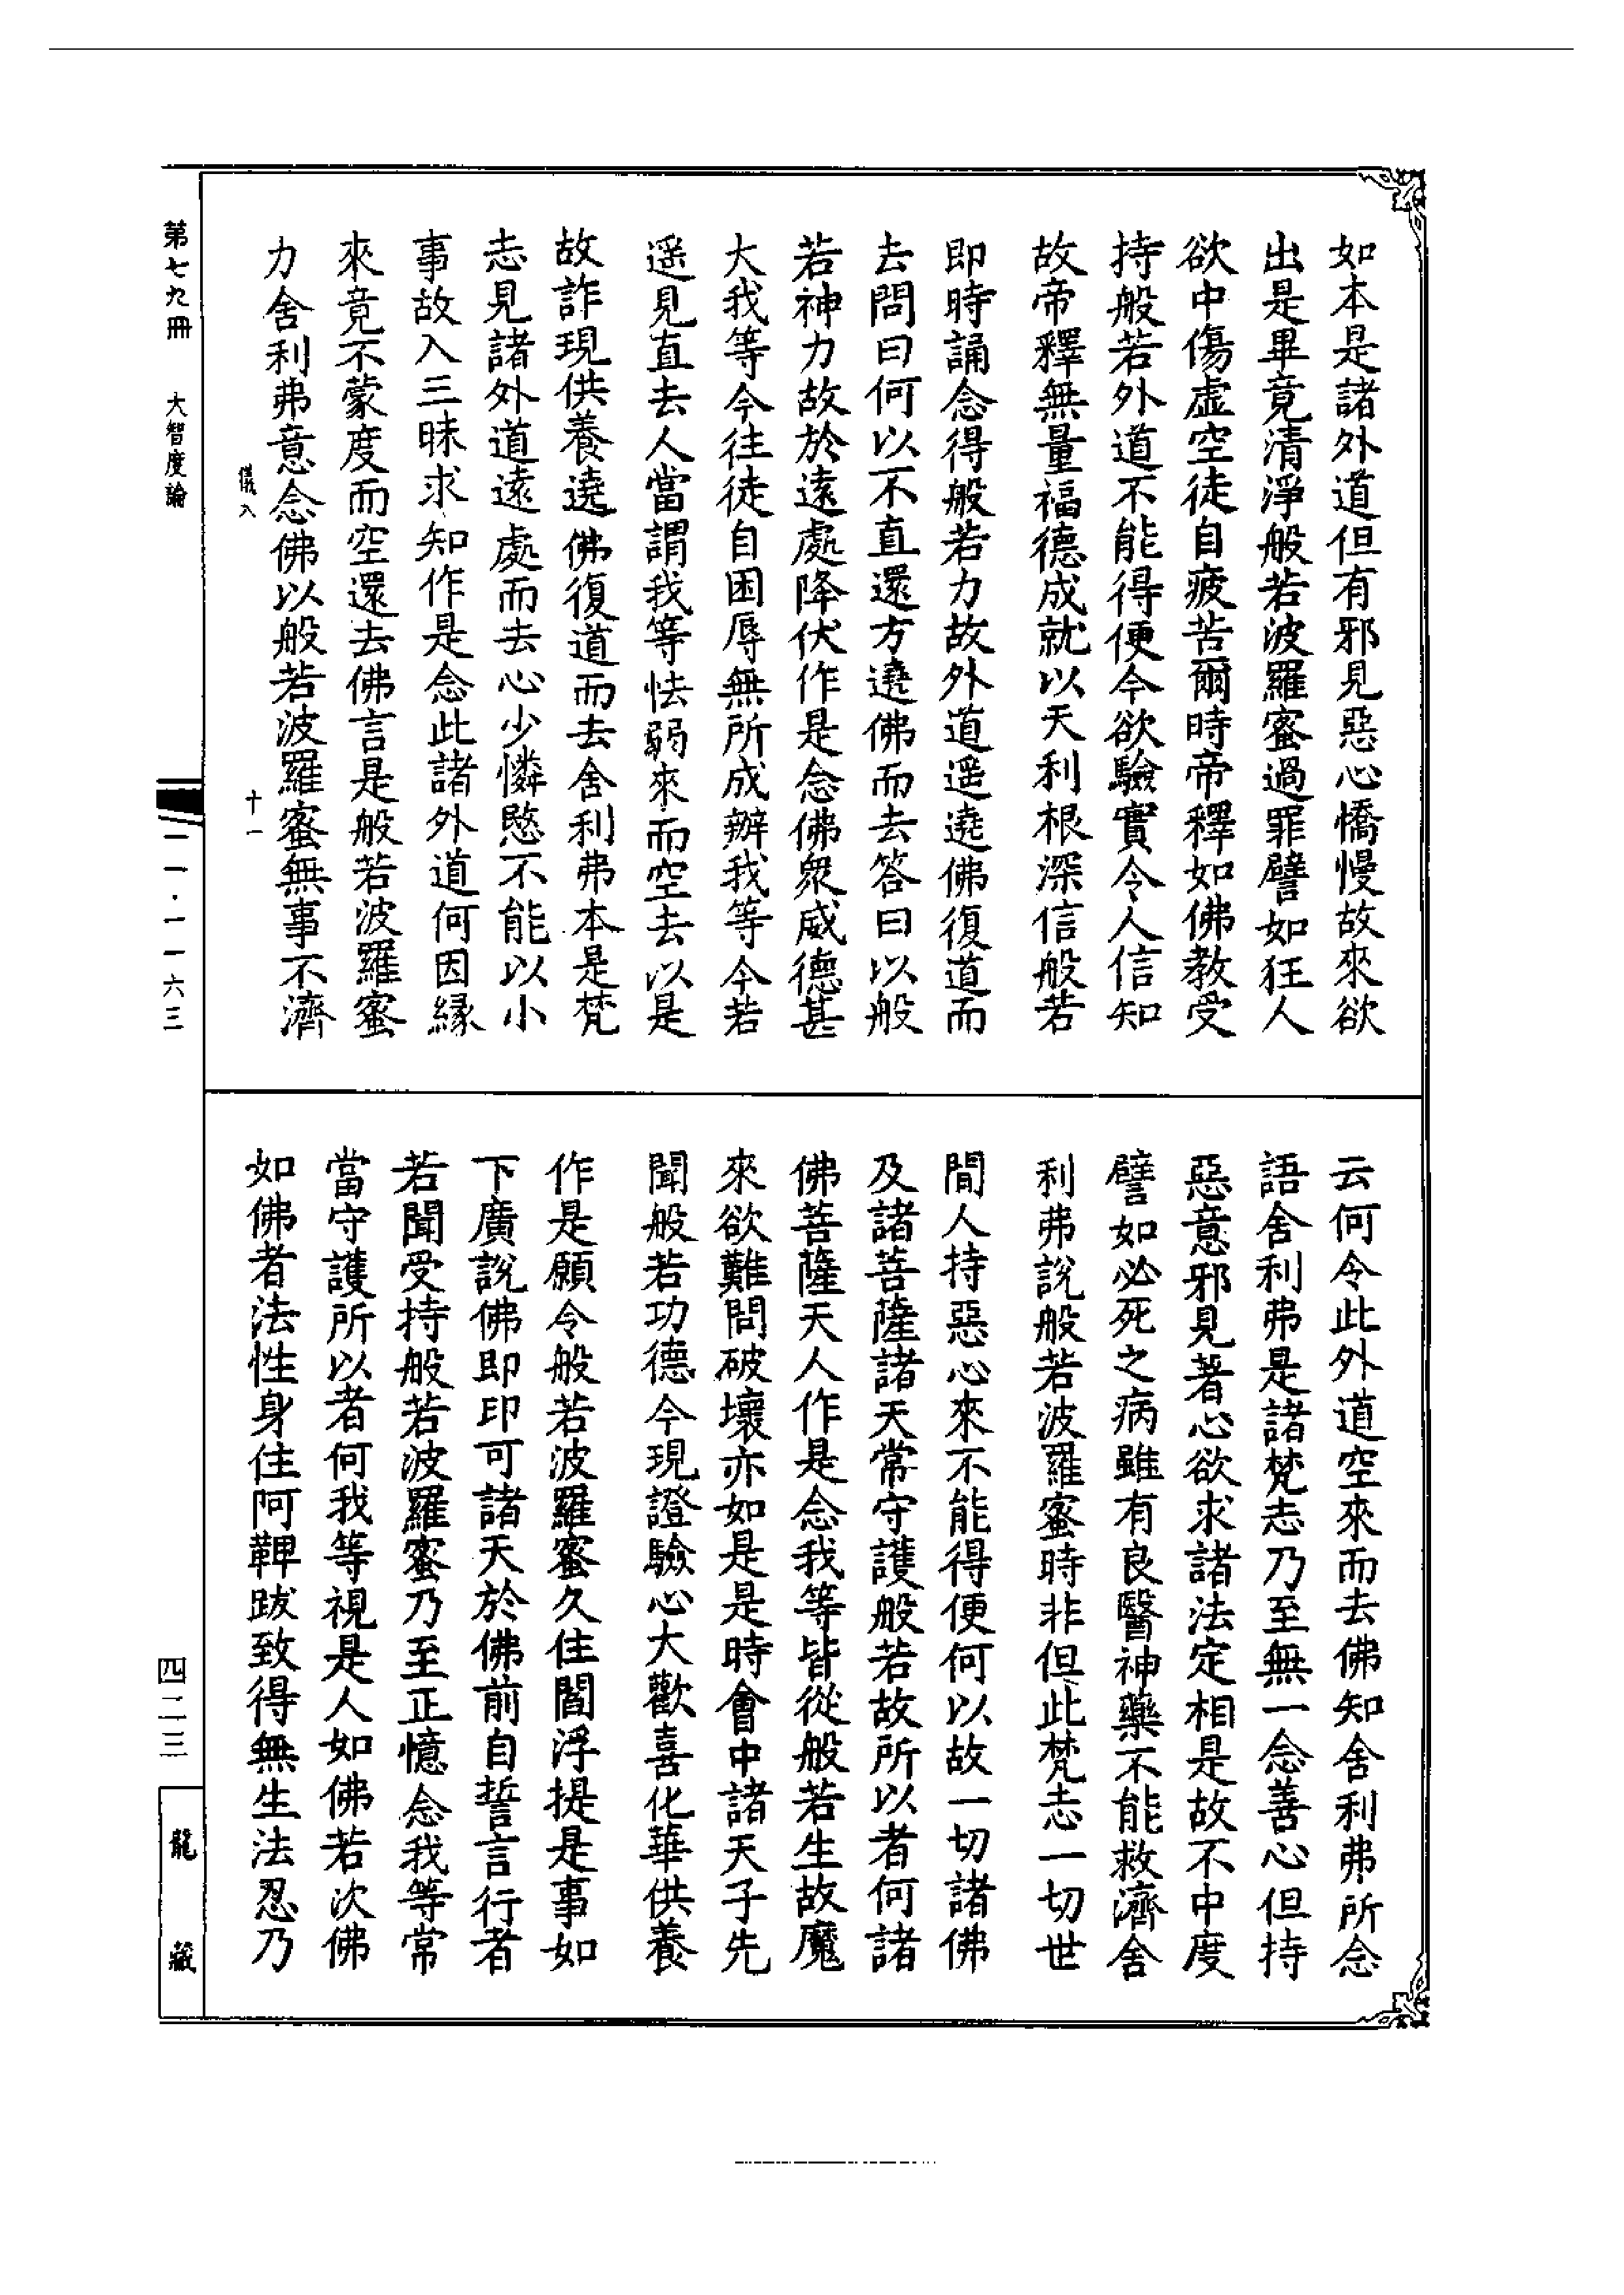 如本是諸外道但有邪見惡心憍慢故來欲
出是畢竟清淨般若波羅蜜過罪譬如狂人
欲中傷虛空徒自疲苦爾時帝釋如佛教受
持般若外道不能得便今欲驗實令人信知
故帝釋無量福德成就以天利根深信般若
即時誦念得般若力故外道遥遶佛復道而
去問曰何以不直還方遶佛而去答曰以般
若神力故於遠處降伏作是念佛眾威德甚
大我等今往徒自困辱無所成辦我等今若
遥見直去人當謂我等怯弱來而空去以是
故詐現供養遶佛復道而去舍利弗本是梵
志見諸外道遠處而去心少憐愍不能以小
事故入三昧求知作是念此諸外道何因緣
來竟不蒙度而空還去佛言是般若波羅蜜
力舍利弗意念佛以般若波羅蜜無事不濟
云何令此外道空來而去佛知舍利弗所念
語舍利弗是諸梵志乃至無一念善心但持
惡意邪見著心欲求諸法定相是故不中度
譬如必死之病雖有良醫神藥不能救濟舍
利弗說般若波羅蜜時非但此梵志一切世
間人持惡心來不能得便何以故一切諸佛
及諸菩薩諸天常守護般若故所以者何諸
佛菩薩天人作是念我等皆從般若生故魔
來欲難問破壞亦如是是時會中諸天子先
聞般若功德今現證驗心大歡喜化華供養
作是願令般若波羅蜜久住閻浮提是事如
下廣說佛即印可諸天於佛前自誓言行者
若聞受持般若波羅蜜乃至正憶念我等常
當守護所以者何我等視是人如佛若次佛
如佛者法性身住阿鞞跋致得無生法忍乃
儀八
十一
第七九冊
大智度論
一一·一一六三
四二三
龍藏